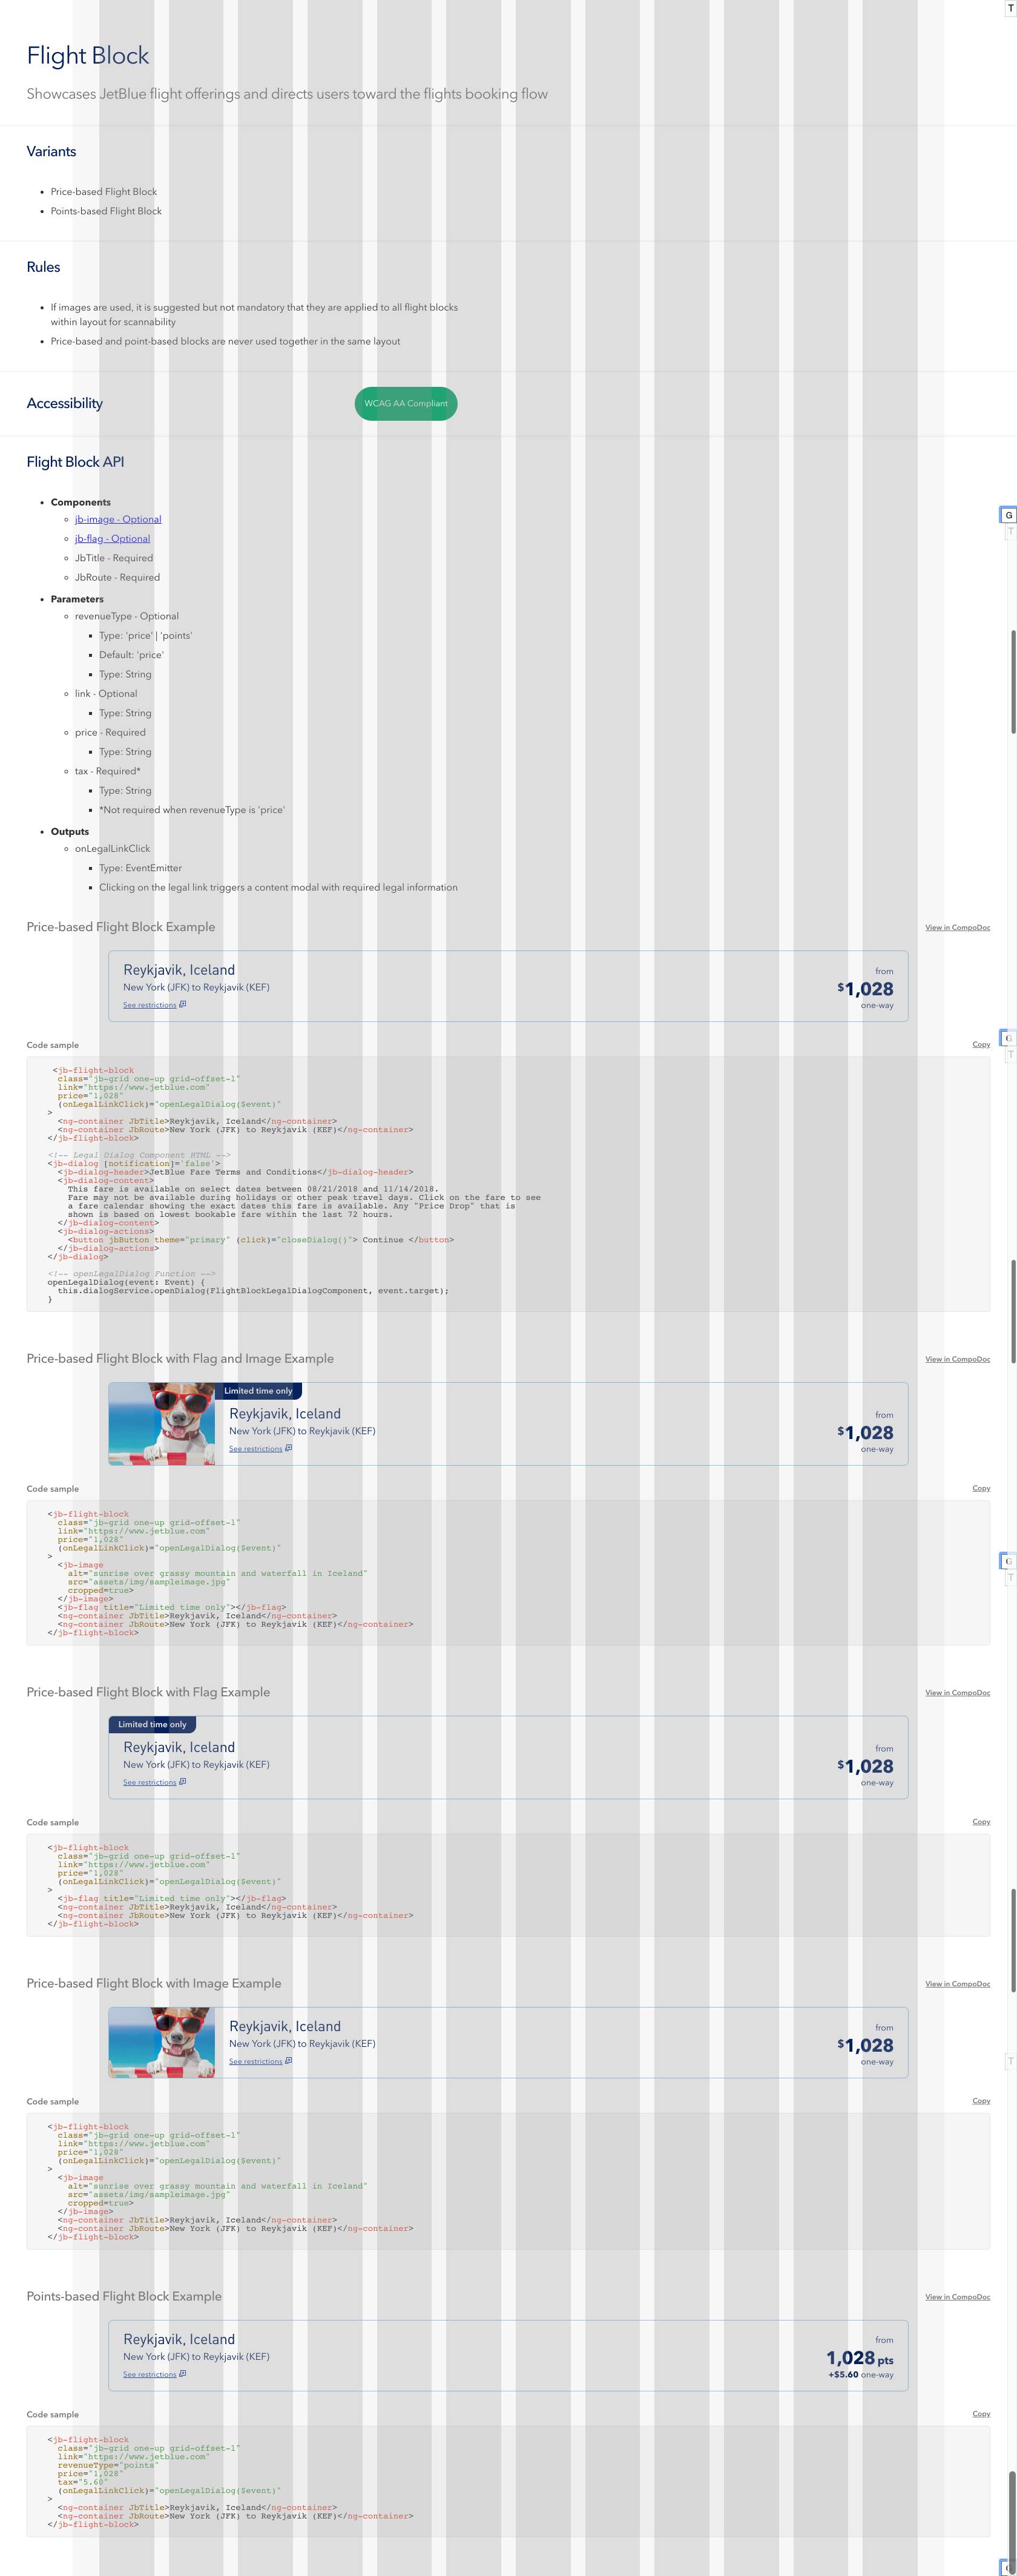 T
Flight Block
Showcases JetBlue flight offerings and directs users toward the flights booking flow
Variants
Price-based Flight Block
Points-based Flight Block
Rules
If images are used, it is suggested but not mandatory that they are applied to all flight blocks
within layout for scannability
Price-based and point-based blocks are never used together in the same layout
Accessibility
WCAG AA Compliant
Flight Block API
Components
G
jb-image - Optional
T
jb-flag - Optional
JbTitle - Required
JbRoute - Required
Parameters
revenueType - Optional
Type: 'price' | 'points'
Default: 'price'
Type: String
link - Optional
Type: String
price - Required
Type: String
tax - Required*
Type: String
*Not required when revenueType is 'price'
Outputs
onLegalLinkClick
Type: EventEmitter
Clicking on the legal link triggers a content modal with required legal information
Price-based Flight Block Example
View in CompoDoc
Reykjavik, Iceland
New York (JFK) to Reykjavik (KEF)
See restrictions
from
$1,028
one-way
G
T
Code sample
Copy
<jb-flight-block
class="jb-grid one-up grid-offset-1"
link="https://www.jetblue.com"
price="1,028"
(onLegalLinkClick)="openLegalDialog($event)"
>
<ng-container JbTitle>Reykjavik, Iceland</ng-container>
<ng-container JbRoute>New York (JFK) to Reykjavik (KEF)</ng-container>
</jb-flight-block>
<!-- Legal Dialog Component HTML -->
<jb-dialog [notification]='false'>
<jb-dialog-header>JetBlue Fare Terms and Conditions</jb-dialog-header>
<jb-dialog-content>
This fare is available on select dates between 08/21/2018 and 11/14/2018.
Fare may not be available during holidays or other peak travel days. Click on the fare to see
a fare calendar showing the exact dates this fare is available. Any "Price Drop" that is
shown is based on lowest bookable fare within the last 72 hours.
</jb-dialog-content>
<jb-dialog-actions>
<button jbButton theme="primary" (click)="closeDialog()"> Continue </button>
</jb-dialog-actions>
</jb-dialog>
<!-- openLegalDialog Function -->
openLegalDialog(event: Event) {
this.dialogService.openDialog(FlightBlockLegalDialogComponent, event.target);
}
Price-based Flight Block with Flag and Image Example
View in CompoDoc
Limited time only
Reykjavik, Iceland
New York (JFK) to Reykjavik (KEF)
See restrictions
from
$1,028
one-way
Code sample
Copy
<jb-flight-block
class="jb-grid one-up grid-offset-1"
link="https://www.jetblue.com"
price="1,028"
(onLegalLinkClick)="openLegalDialog($event)"
>
<jb-image
alt="sunrise over grassy mountain and waterfall in Iceland"
src="assets/img/sampleimage.jpg"
cropped=true>
</jb-image>
<jb-flag title="Limited time only"></jb-flag>
<ng-container JbTitle>Reykjavik, Iceland</ng-container>
<ng-container JbRoute>New York (JFK) to Reykjavik (KEF)</ng-container>
</jb-flight-block>
G
T
Price-based Flight Block with Flag Example
View in CompoDoc
Limited time only
Reykjavik, Iceland
New York (JFK) to Reykjavik (KEF)
See restrictions
from
$1,028
one-way
Code sample
Copy
<jb-flight-block
class="jb-grid one-up grid-offset-1"
link="https://www.jetblue.com"
price="1,028"
(onLegalLinkClick)="openLegalDialog($event)"
>
<jb-flag title="Limited time only"></jb-flag>
<ng-container JbTitle>Reykjavik, Iceland</ng-container>
<ng-container JbRoute>New York (JFK) to Reykjavik (KEF)</ng-container>
</jb-flight-block>
Price-based Flight Block with Image Example
View in CompoDoc
Reykjavik, Iceland
New York (JFK) to Reykjavik (KEF)
See restrictions
from
$1,028
one-way
T
Code sample
Copy
<jb-flight-block
class="jb-grid one-up grid-offset-1"
link="https://www.jetblue.com"
price="1,028"
(onLegalLinkClick)="openLegalDialog($event)"
>
<jb-image
alt="sunrise over grassy mountain and waterfall in Iceland"
src="assets/img/sampleimage.jpg"
cropped=true>
</jb-image>
<ng-container JbTitle>Reykjavik, Iceland</ng-container>
<ng-container JbRoute>New York (JFK) to Reykjavik (KEF)</ng-container>
</jb-flight-block>
Points-based Flight Block Example
View in CompoDoc
Reykjavik, Iceland
New York (JFK) to Reykjavik (KEF)
See restrictions
from
1,028 pts
+$5.60 one-way
Code sample
Copy
<jb-flight-block
class="jb-grid one-up grid-offset-1"
link="https://www.jetblue.com"
revenueType="points"
price="1,028"
tax="5.60"
(onLegalLinkClick)="openLegalDialog($event)"
>
<ng-container JbTitle>Reykjavik, Iceland</ng-container>
<ng-container JbRoute>New York (JFK) to Reykjavik (KEF)</ng-container>
</jb-flight-block>